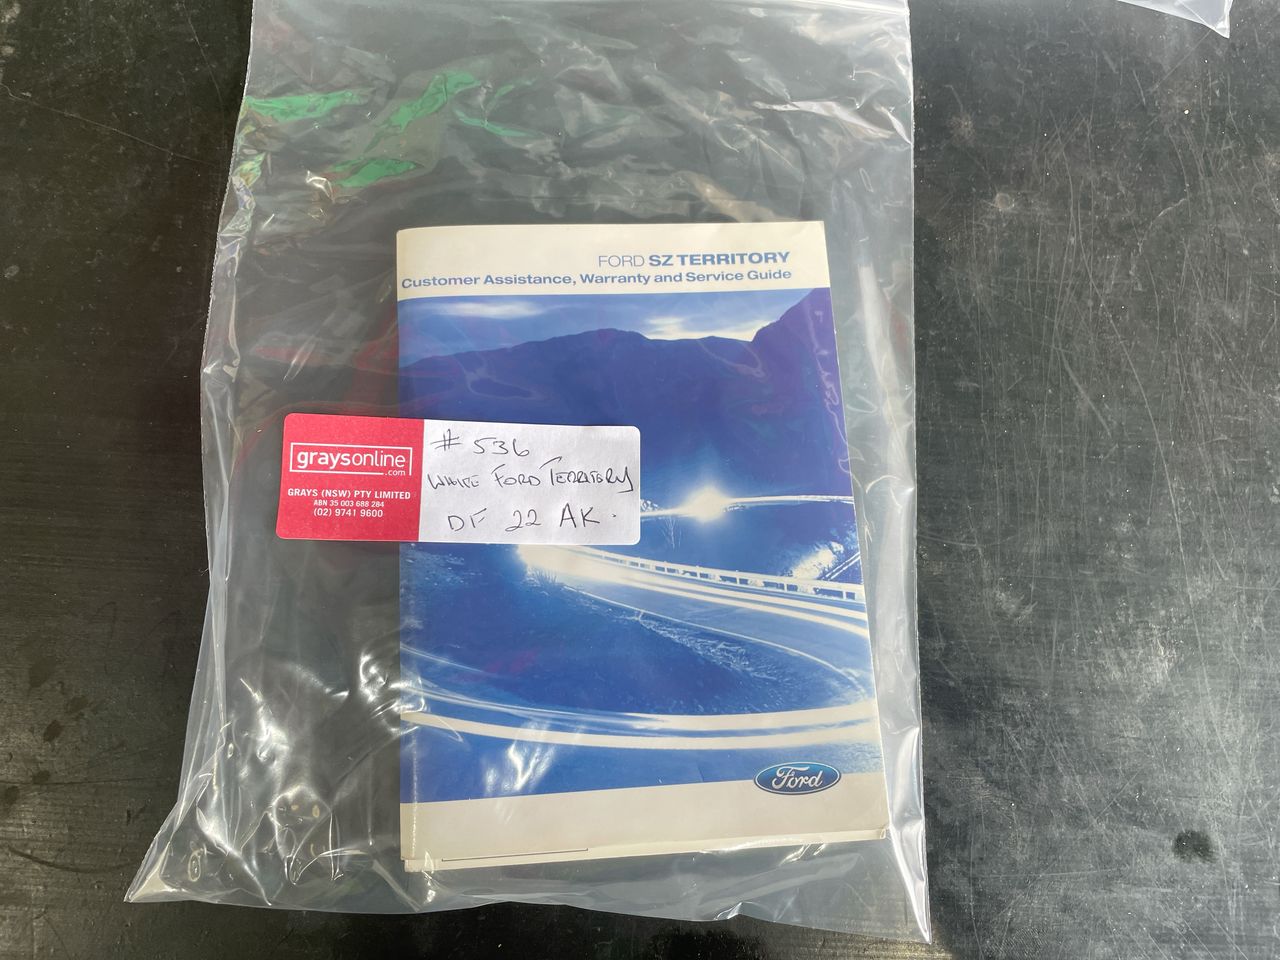 FORD SZ TERRITORY
Customer Assistance, Warranty and Service Guide
graysonline
.com
GRAYS (NSW) PTY LIMITED
ABN 35 003 688 284
(02) 9741 9600
# 536
WHITE FORD TERRITORY
DF 22 AK.
Ford